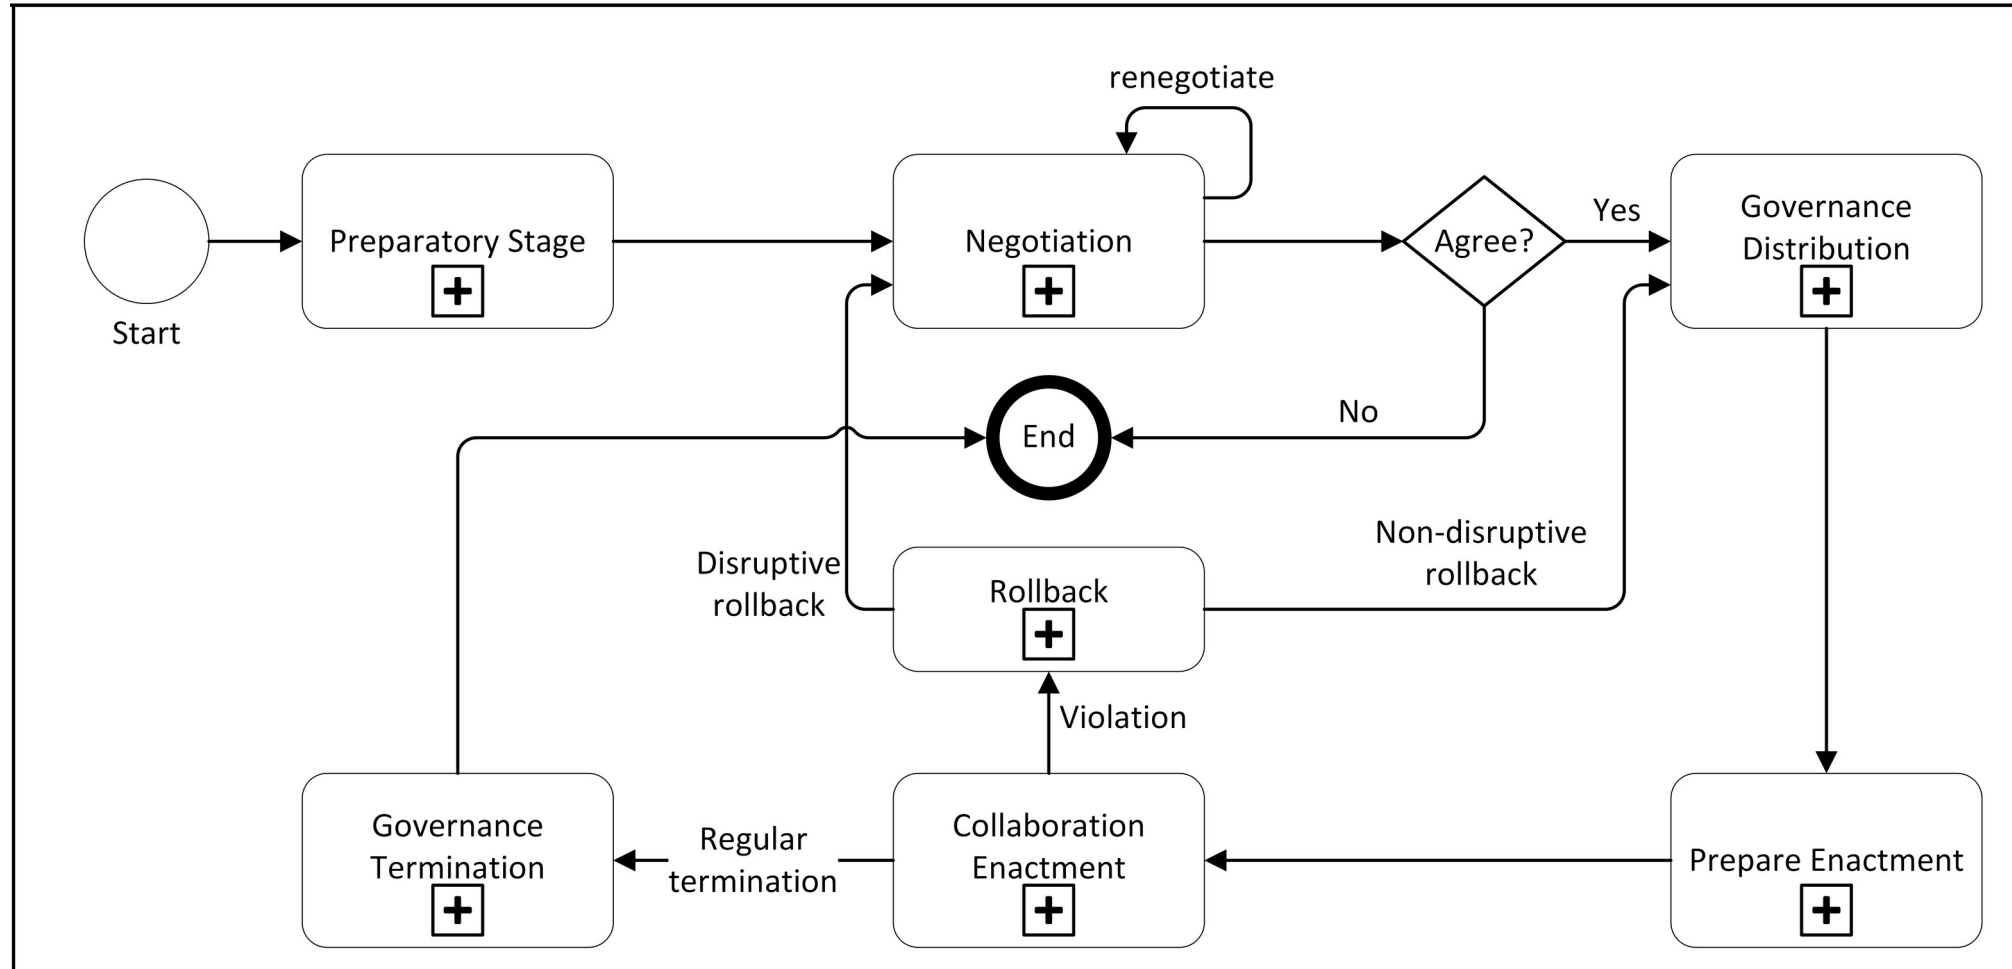 renegotiate
Start
Preparatory Stage
Negotiation
Agree?
Yes
Governance
Distribution
No
End
Disruptive
rollback
Rollback
Non-disruptive
rollback
Violation
Governance
Termination
Regular
termination
Collaboration
Enactment
Prepare Enactment